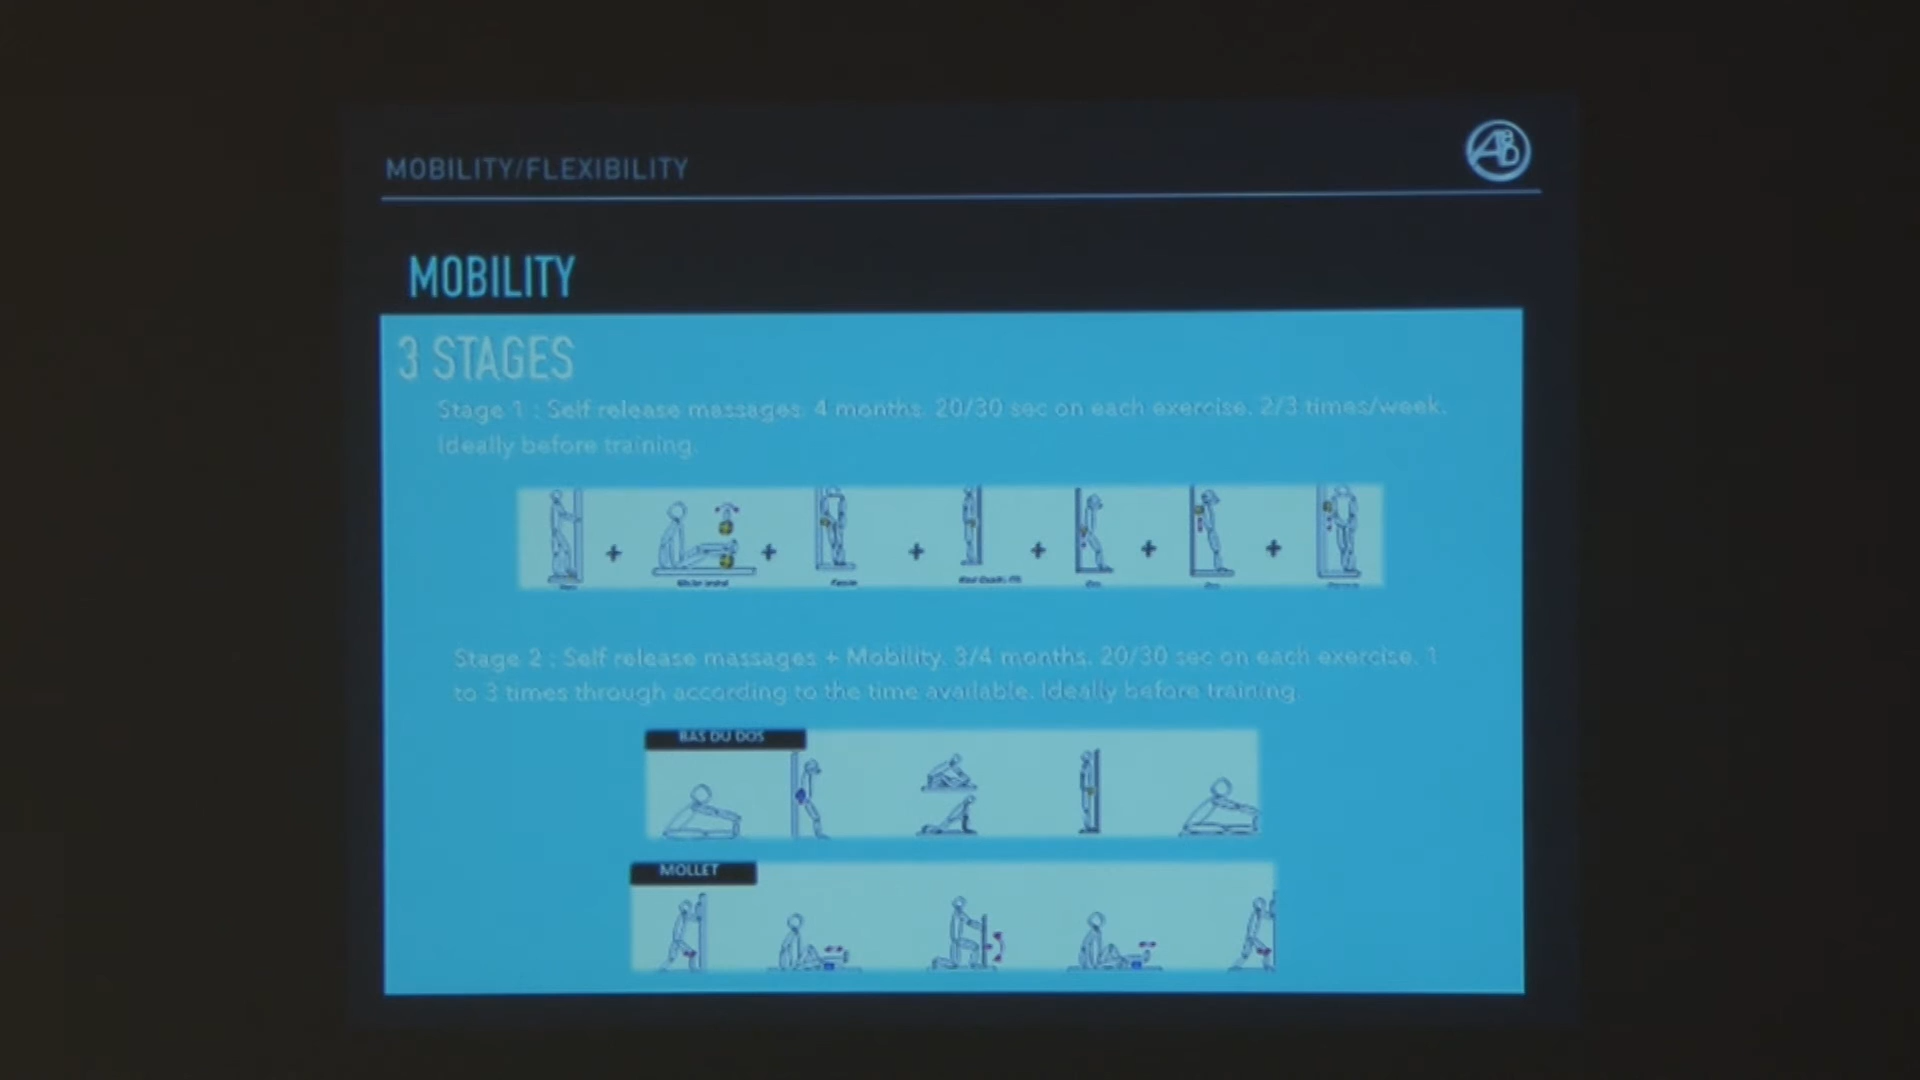 MOBILITY/FLEXIBILITY
MOBILITY
3 STAGES
Stage 1 : Self release massages. 4 months. 20/30 sec on each exercise. 2/3 times/week.
Ideally before training.
+ + + + + +
Stage 2 : Self release massages + Mobility. 3/4 months. 20/30 sec on each exercise. 1
to 3 times through according to the time available. Ideally before training.
BAS DU DOS
MOLLET